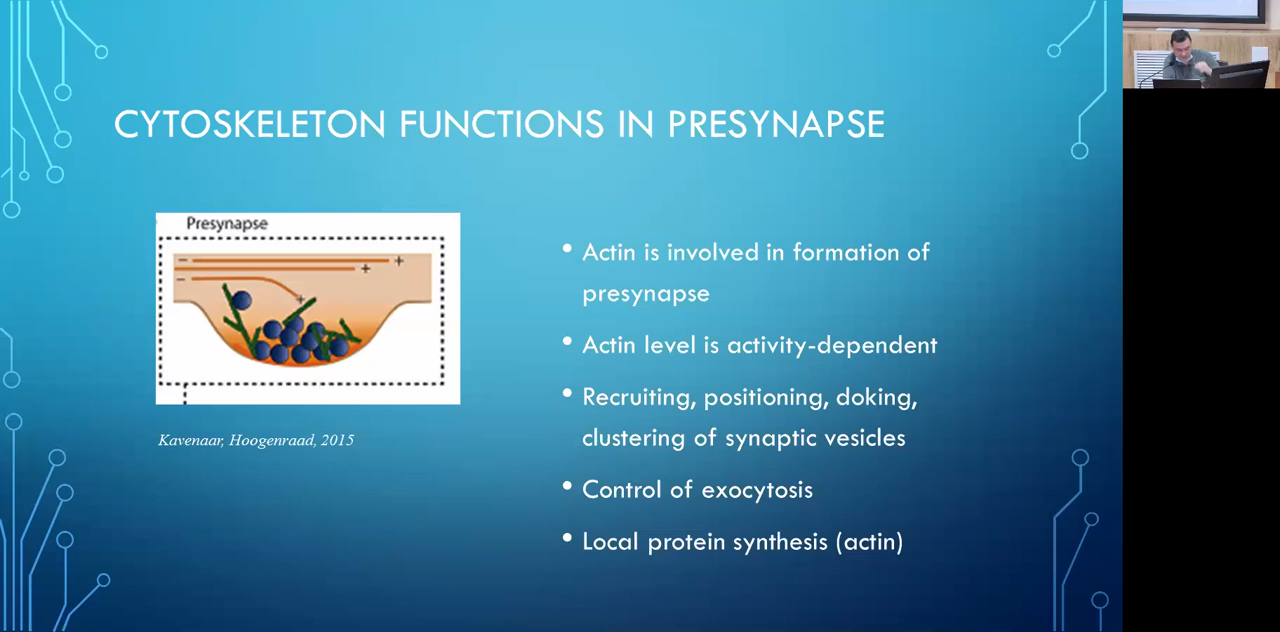 CYTOSKELETON FUNCTIONS IN PRESYNAPSE
Presynapse
− +
− +
− +
Kavenaar, Hoogenraad, 2015
• Actin is involved in formation of
presynapse
• Actin level is activity-dependent
• Recruiting, positioning, doking,
clustering of synaptic vesicles
• Control of exocytosis
• Local protein synthesis (actin)